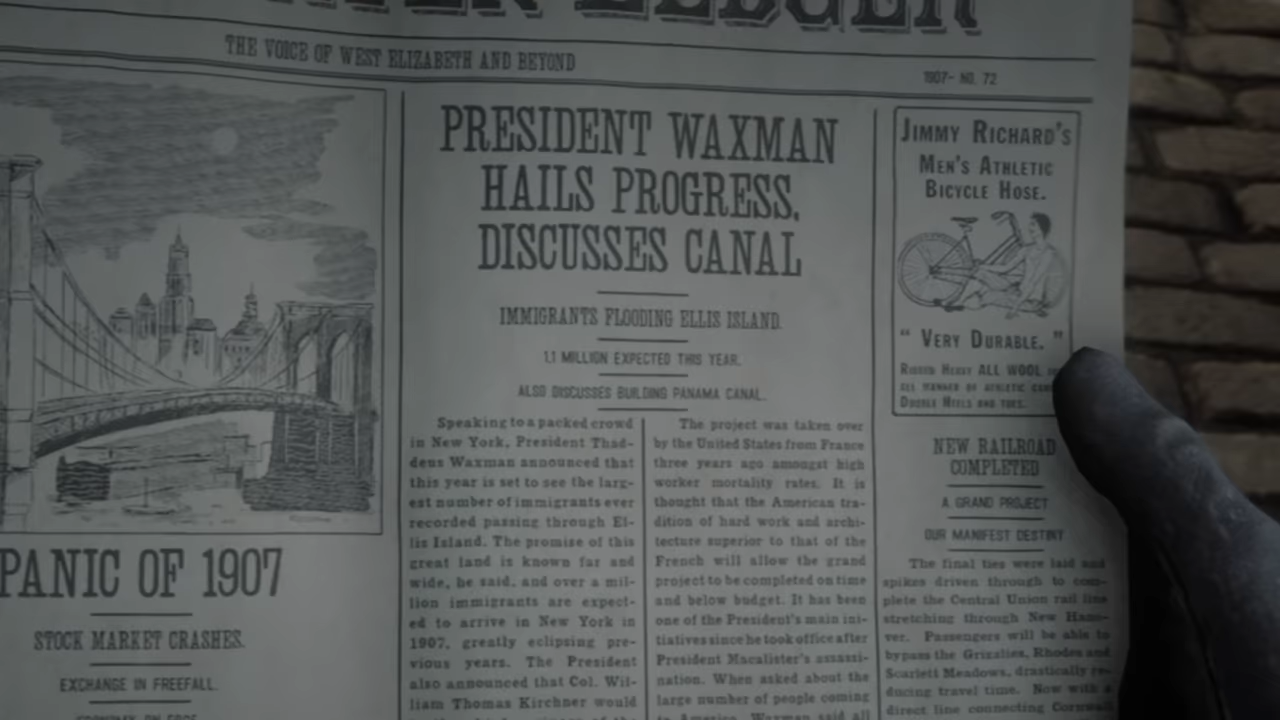 LEDGER
THE VOICE OF WEST ELIZABETH AND BEYOND
1907- NO. 72
PANIC OF 1907
STOCK MARKET CRASHES.
EXCHANGE IN FREEFALL.
PRESIDENT WAXMAN
HAILS PROGRESS,
DISCUSSES CANAL
IMMIGRANTS FLOODING ELLIS ISLAND.
1.1 MILLION EXPECTED THIS YEAR.
ALSO DISCUSSES BUILDING PANAMA CANAL.
Speaking to a packed crowd
in New York, President Thad-
deus Waxman announced that
this year is set to see the larg-
est number of immigrants ever
recorded passing through El-
lis Island. The promise of this
great land is known far and
wide, he said, and over a mil-
lion immigrants are expect-
ed to arrive in New York in
1907, greatly eclipsing pre-
vious years. The President
also announced that Col. Wil-
liam Thomas Kirchner would
The project was taken over
by the United States from France
three years ago amongst high
worker mortality rates. It is
thought that the American tra-
dition of hard work and archi-
tecture superior to that of the
French will allow the grand
project to be completed on time
and below budget. It has been
one of the President's main ini-
tiatives since he took office after
President Macalister's assassi-
nation. When asked about the
large number of people coming
to America, Waxman said all
JIMMY RICHARD'S
MEN'S ATHLETIC
BICYCLE HOSE.
“ VERY DURABLE. ”
RIBBED HEAVY ALL WOOL
DOUBLE HEELS AND TOES.
NEW RAILROAD
COMPLETED
A GRAND PROJECT
OUR MANIFEST DESTINY
The final ties were laid and
spikes driven through to com-
plete the Central Union rail line
stretching through New Hano-
ver. Passengers will be able to
bypass the Grizzlies, Rhodes and
Scarlett Meadows, drastically re-
ducing travel time. Now with a
direct line connecting Cornwall